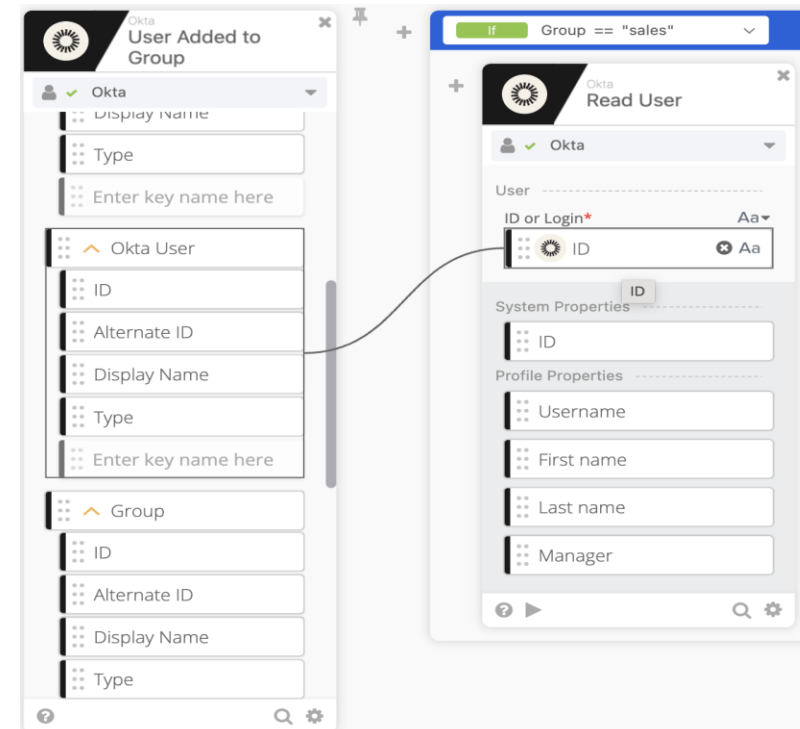 Okta
User Added to
Group
Okta
Display Name
Type
Enter key name here
Okta User
ID
Alternate ID
Display Name
Type
Enter key name here
Group
ID
Alternate ID
Display Name
Type
If Group == "sales"
Okta
Read User
Okta
User
ID or Login* Aa
ID Aa
ID
System Properties
ID
Profile Properties
Username
First name
Last name
Manager